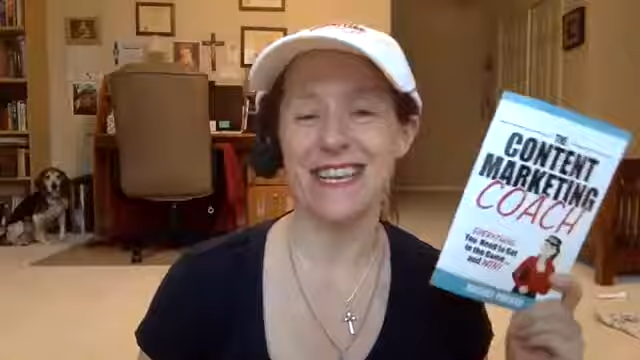 THE
CONTENT
MARKETING
COACH
EVERYTHING
You Need to Get
in the Game —
and WIN!